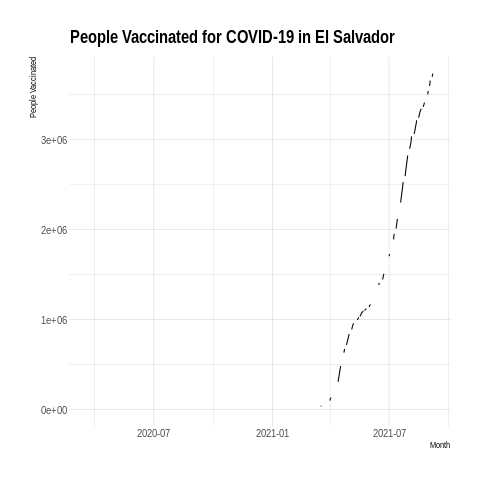 People Vaccinated for COVID-19 in El Salvador
People Vaccinated
3e+06
2e+06
1e+06
0e+00
2020-07 2021-01 2021-07
Month